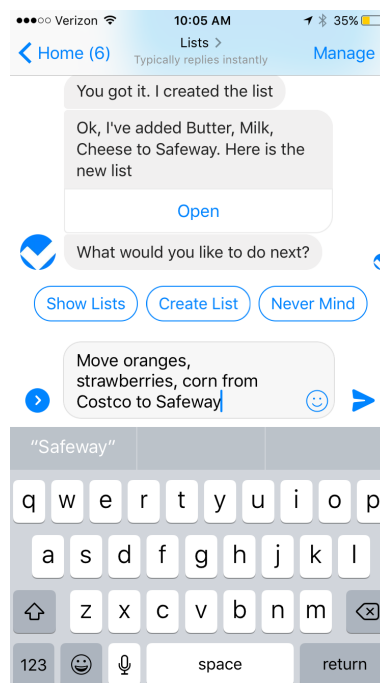 Verizon 10:05 AM 35%
Home (6) Lists > Manage
Typically replies instantly
You got it. I created the list
Ok, I've added Butter, Milk,
Cheese to Safeway. Here is the
new list
Open
What would you like to do next?
Show Lists Create List Never Mind
Move oranges,
strawberries, corn from
Costco to Safeway
“Safeway”
q w e r t y u i o p
a s d f g h j k l
z x c v b n m
123 space return